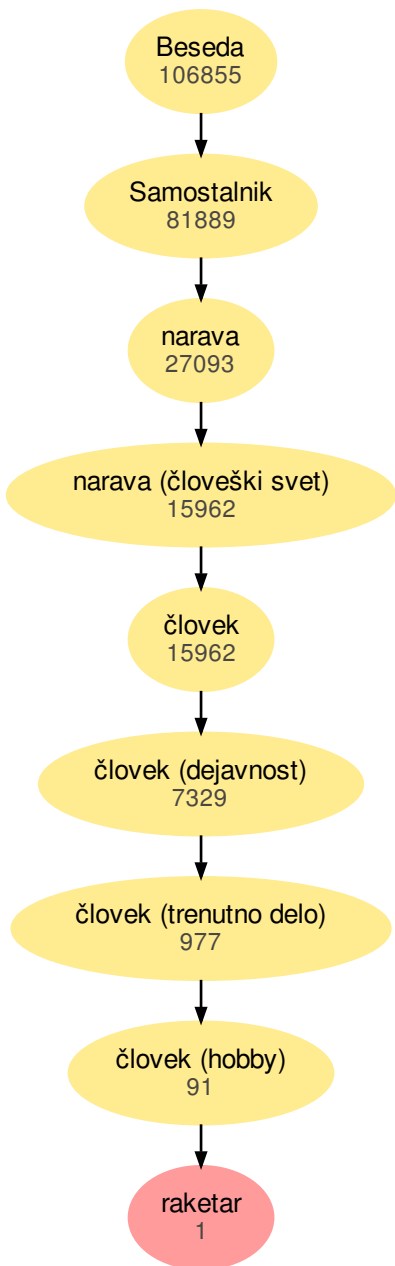 Beseda
106855
Samostalnik
81889
narava
27093
narava (človeški svet)
15962
človek
15962
človek (dejavnost)
7329
človek (trenutno delo)
977
človek (hobby)
91
raketar
1